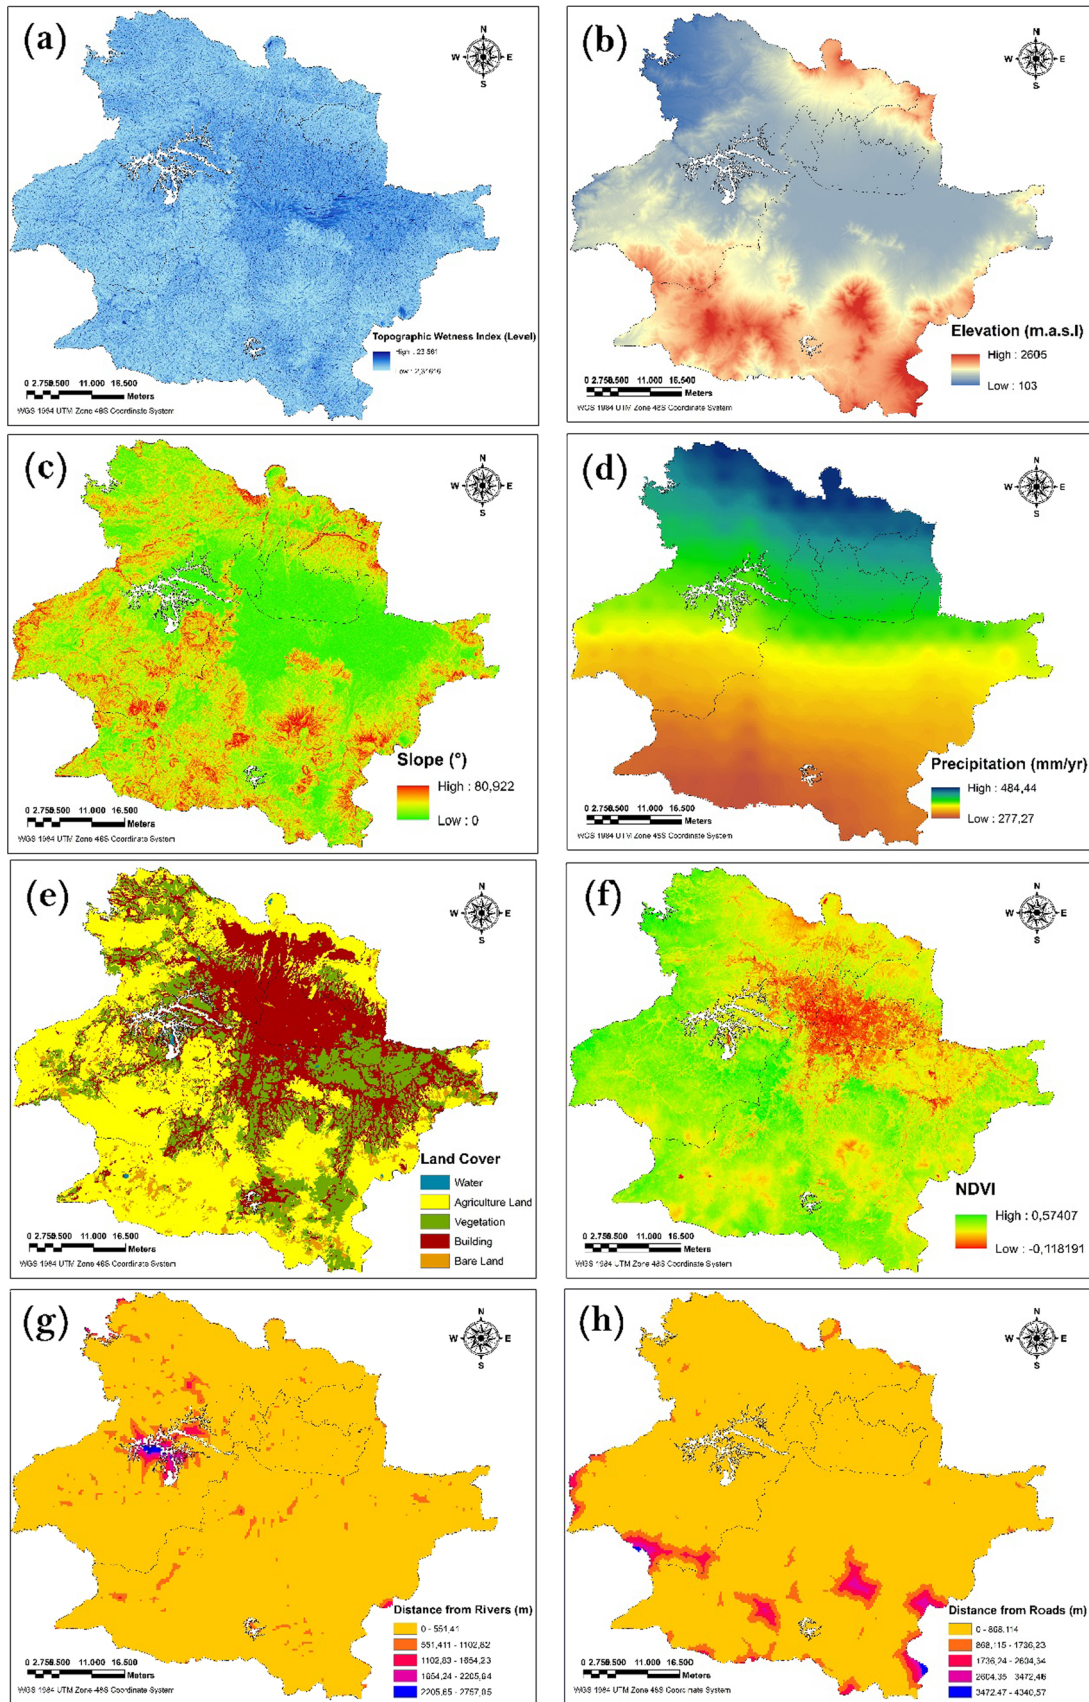 (a)
N
W E
S
Topographic Wetness Index (Level)
High : 23,561
Low : 2,31616
0 2.750 5.500 11.000 16.500
Meters
WGS 1984 UTM Zone 48S Coordinate System
(b)
N
W E
S
Elevation (m.a.s.l)
High : 2605
Low : 103
0 2.750 5.500 11.000 16.500
Meters
WGS 1984 UTM Zone 48S Coordinate System
(c)
N
W E
S
Slope (°)
High : 80,922
Low : 0
0 2.750 5.500 11.000 16.500
Meters
WGS 1984 UTM Zone 48S Coordinate System
(d)
N
W E
S
Precipitation (mm/yr)
High : 484,44
Low : 277,27
0 2.750 5.500 11.000 16.500
Meters
WGS 1984 UTM Zone 48S Coordinate System
(e)
N
W E
S
Land Cover
Water
Agriculture Land
Vegetation
Building
Bare Land
0 2.750 5.500 11.000 16.500
Meters
WGS 1984 UTM Zone 48S Coordinate System
(f)
N
W E
S
NDVI
High : 0,57407
Low : -0,118191
0 2.750 5.500 11.000 16.500
Meters
WGS 1984 UTM Zone 48S Coordinate System
(g)
N
W E
S
Distance from Rivers (m)
0 - 551,41
551,411 - 1102,82
1102,83 - 1654,23
1654,24 - 2205,64
2205,65 - 2757,05
0 2.750 5.500 11.000 16.500
Meters
WGS 1984 UTM Zone 48S Coordinate System
(h)
N
W E
S
Distance from Roads (m)
0 - 868,114
868,115 - 1736,23
1736,24 - 2604,34
2604,35 - 3472,46
3472,47 - 4340,57
0 2.750 5.500 11.000 16.500
Meters
WGS 1984 UTM Zone 48S Coordinate System